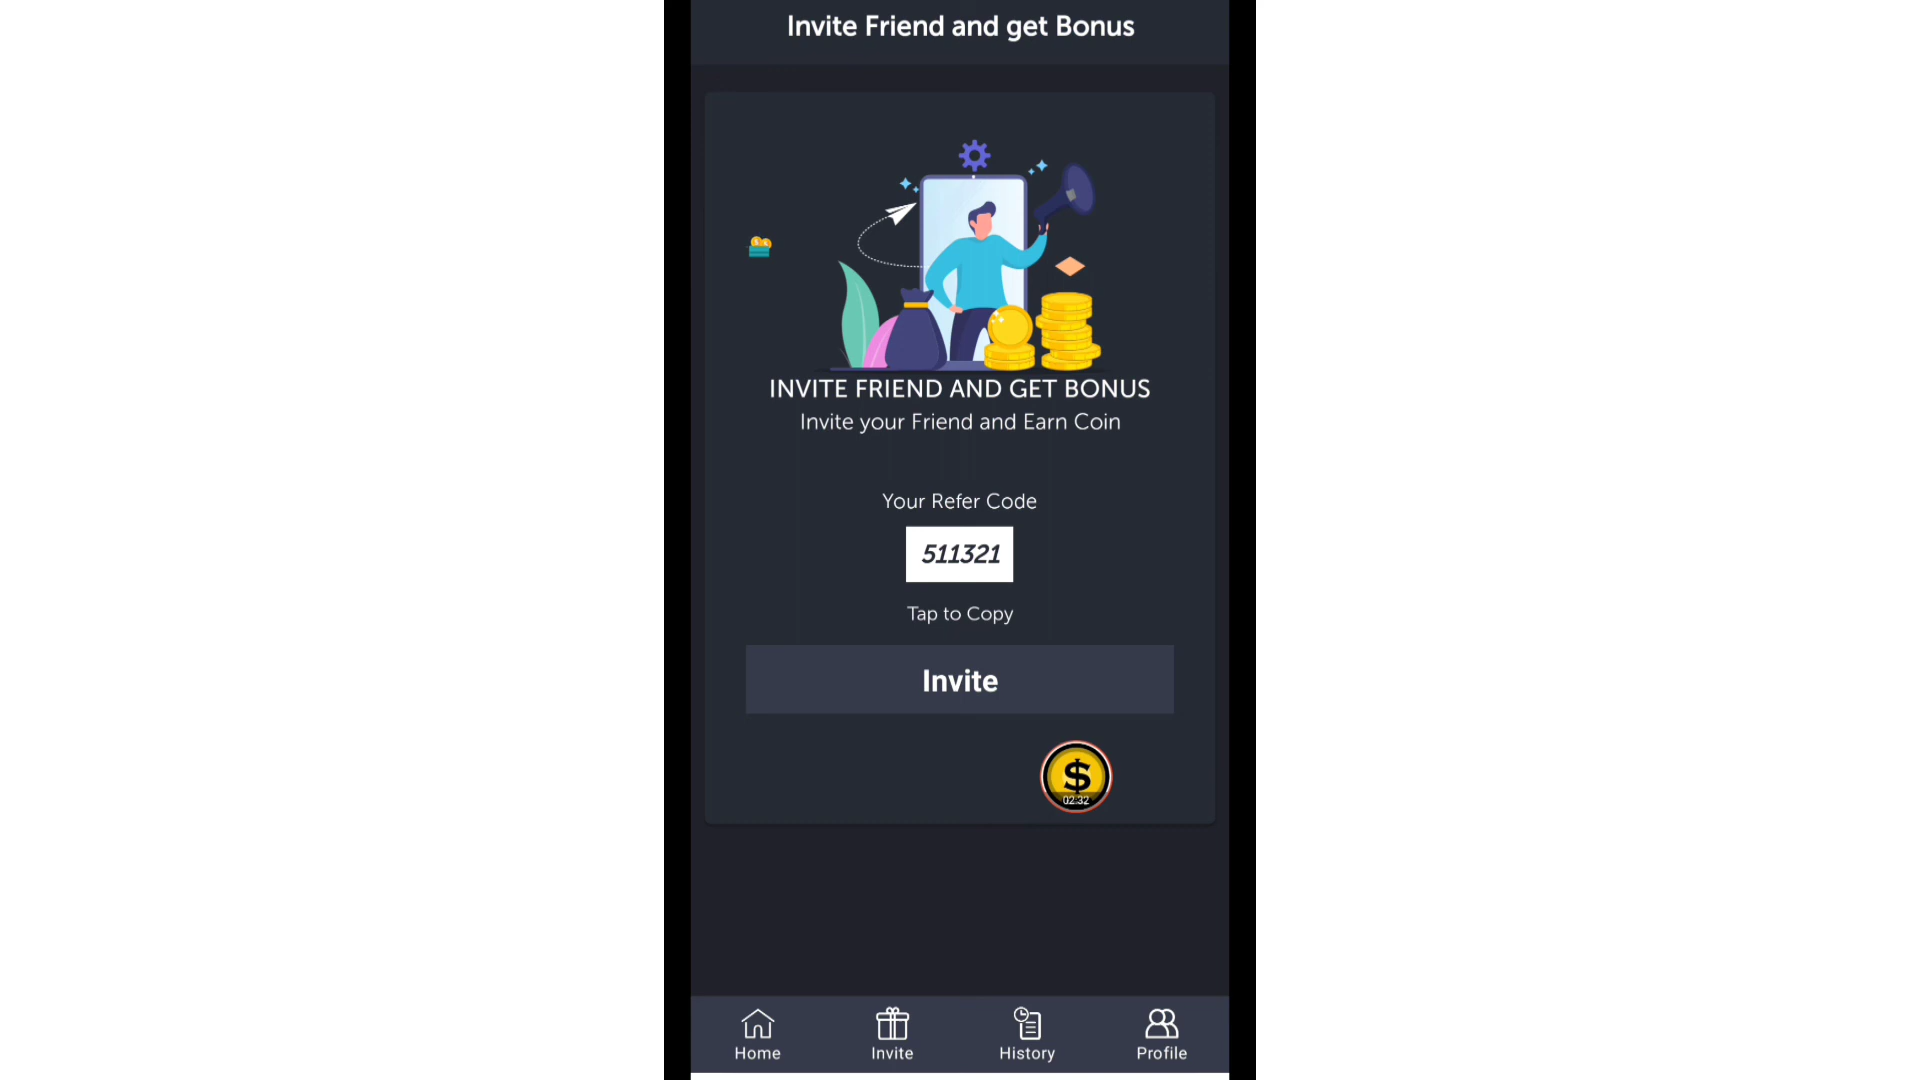 Invite Friend and get Bonus
INVITE FRIEND AND GET BONUS
Invite your Friend and Earn Coin
Your Refer Code
511321
Tap to Copy
Invite
$
02:32
Home
Invite
History
Profile